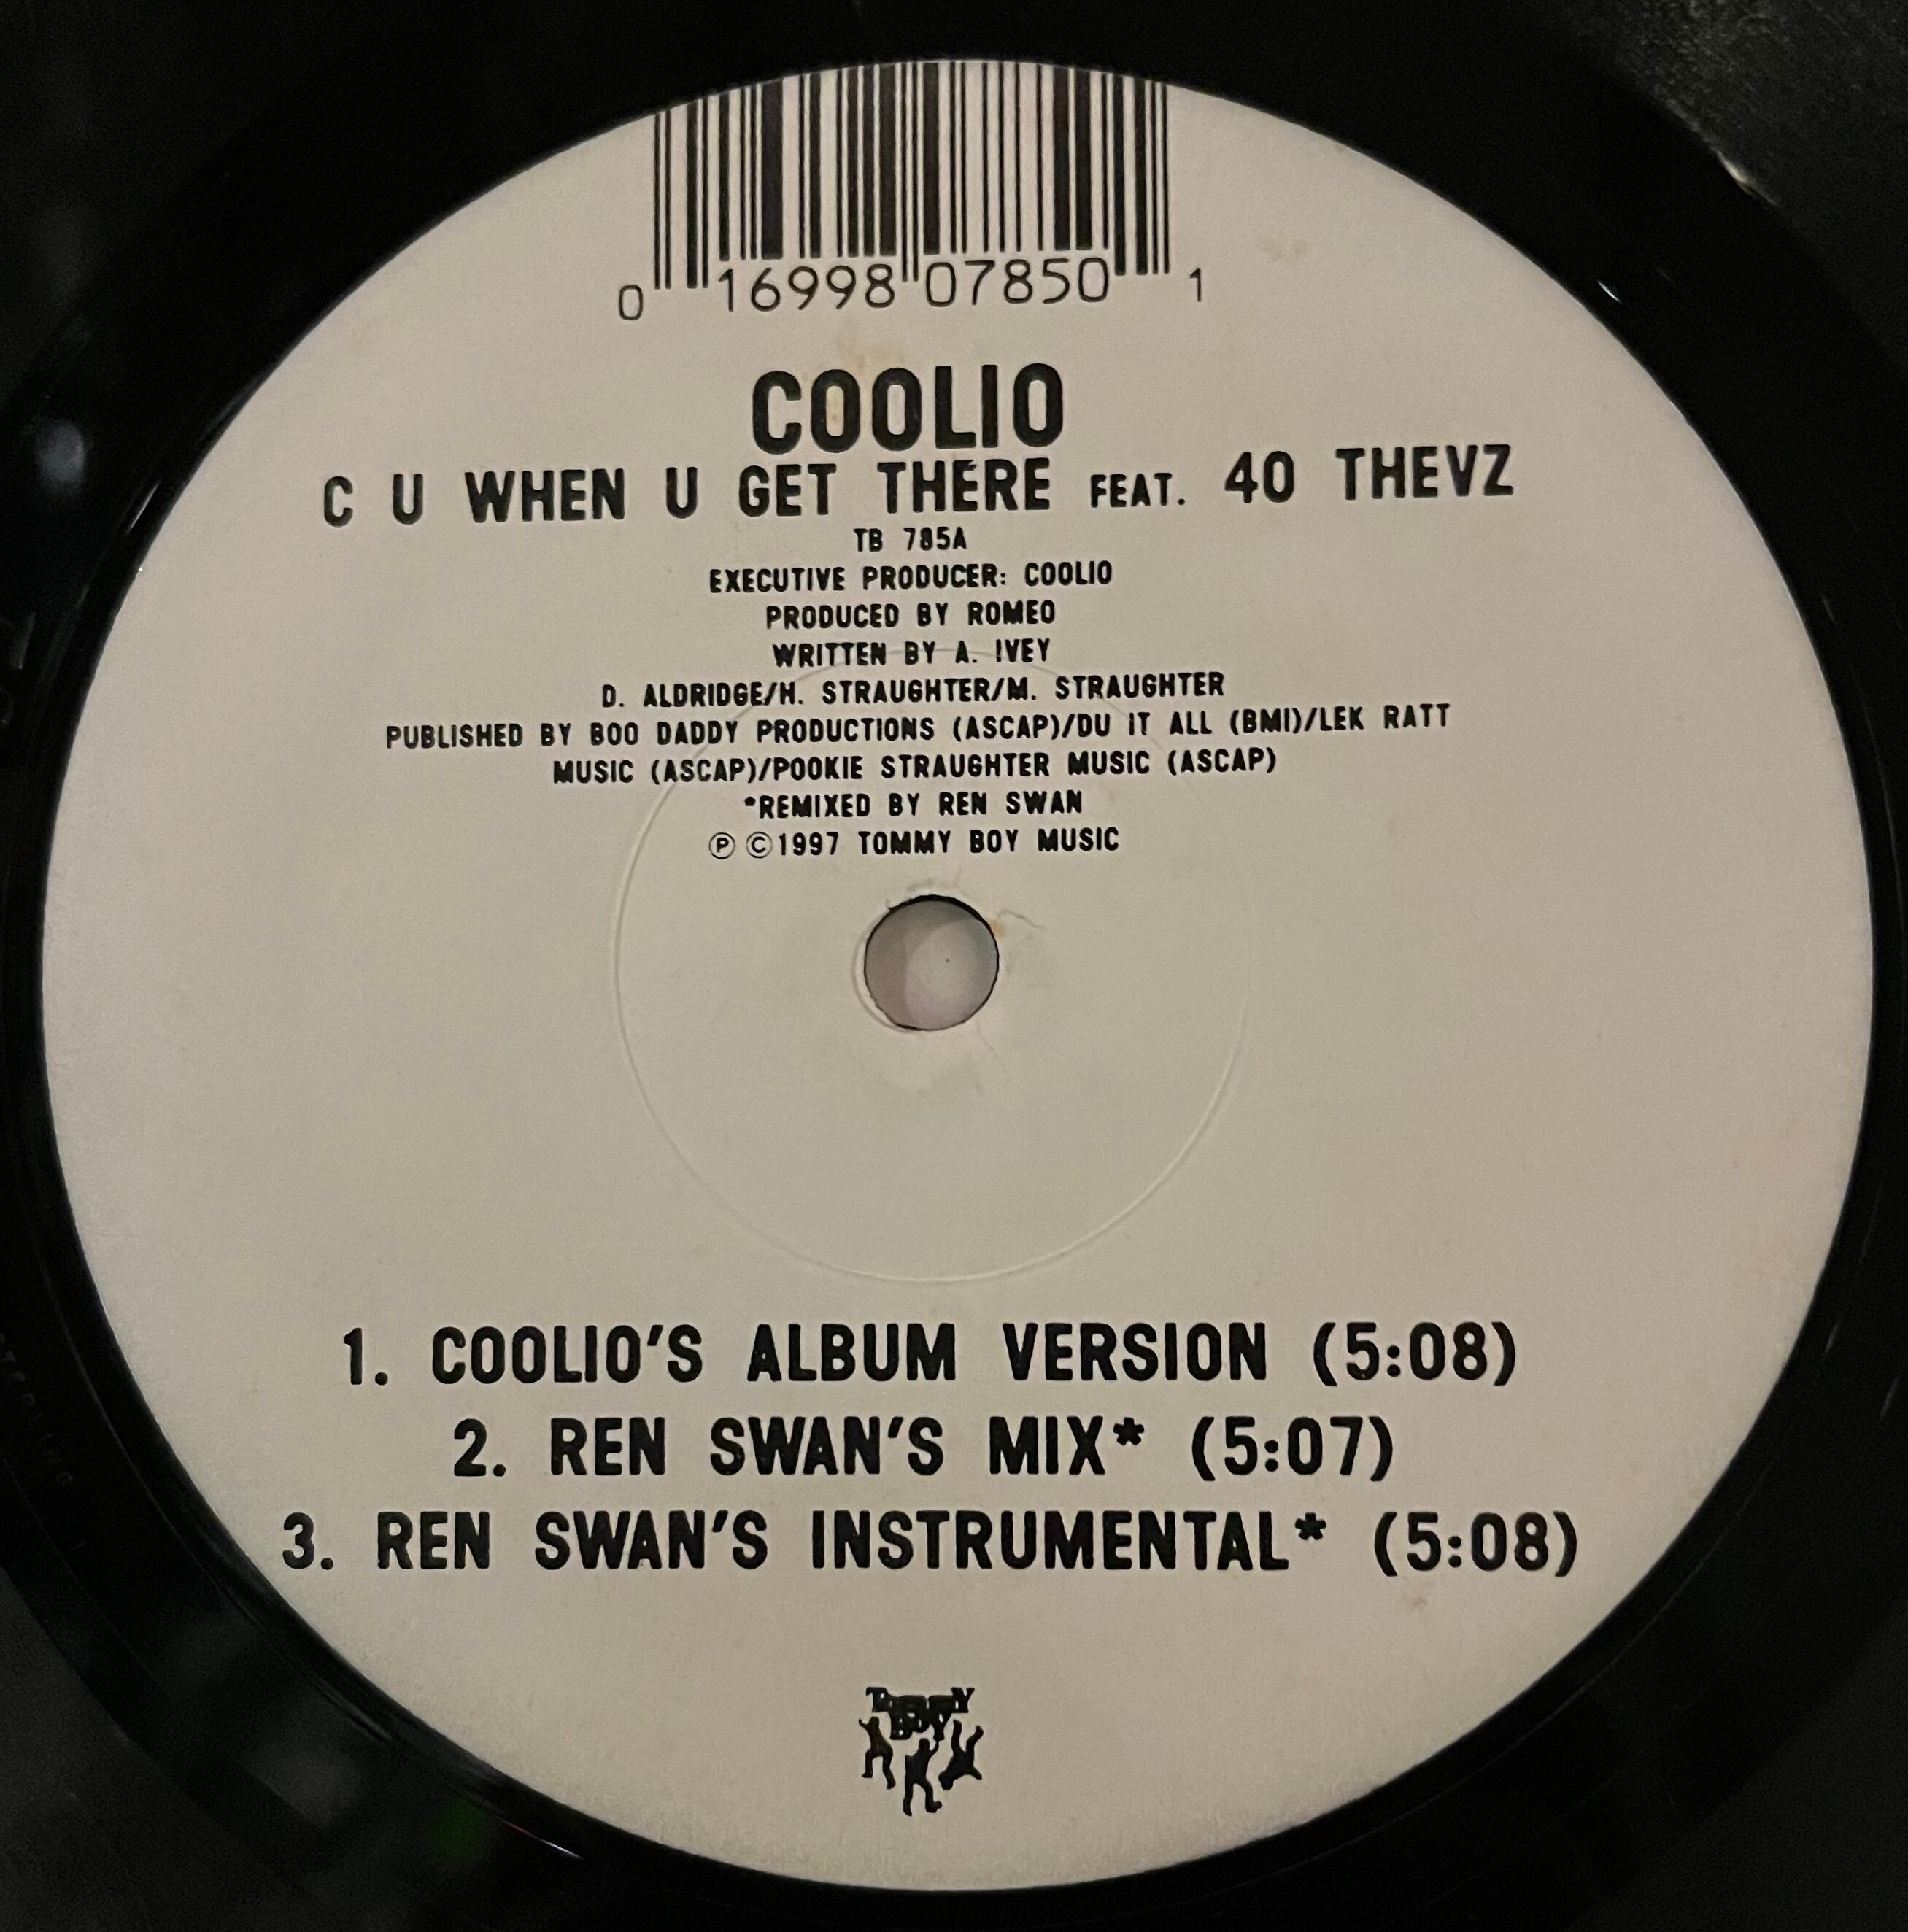 0 16998 07850 1
COOLIO
C U WHEN U GET THERE FEAT. 40 THEVZ
TB 785A
EXECUTIVE PRODUCER: COOLIO
PRODUCED BY ROMEO
WRITTEN BY A. IVEY
D. ALDRIDGE/H. STRAUGHTER/M. STRAUGHTER
PUBLISHED BY BOO DADDY PRODUCTIONS (ASCAP)/DU IT ALL (BMI)/LEK RATT
MUSIC (ASCAP)/POOKIE STRAUGHTER MUSIC (ASCAP)
*REMIXED BY REN SWAN
Ⓟ ©1997 TOMMY BOY MUSIC
1. COOLIO'S ALBUM VERSION (5:08)
2. REN SWAN'S MIX* (5:07)
3. REN SWAN'S INSTRUMENTAL* (5:08)
TOMMY
BOY
STERLING